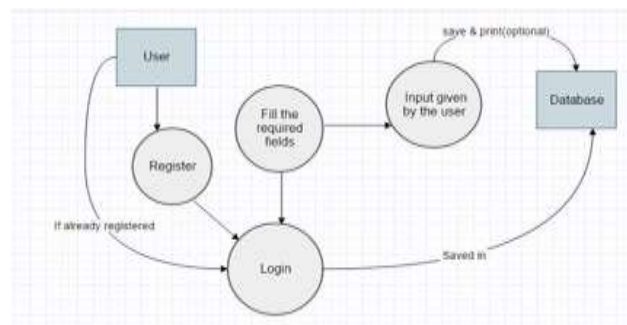 save & print(optional)
User
Input given
by the user
Database
Fill the
required
fields
Register
If already registered
Login
Saved in